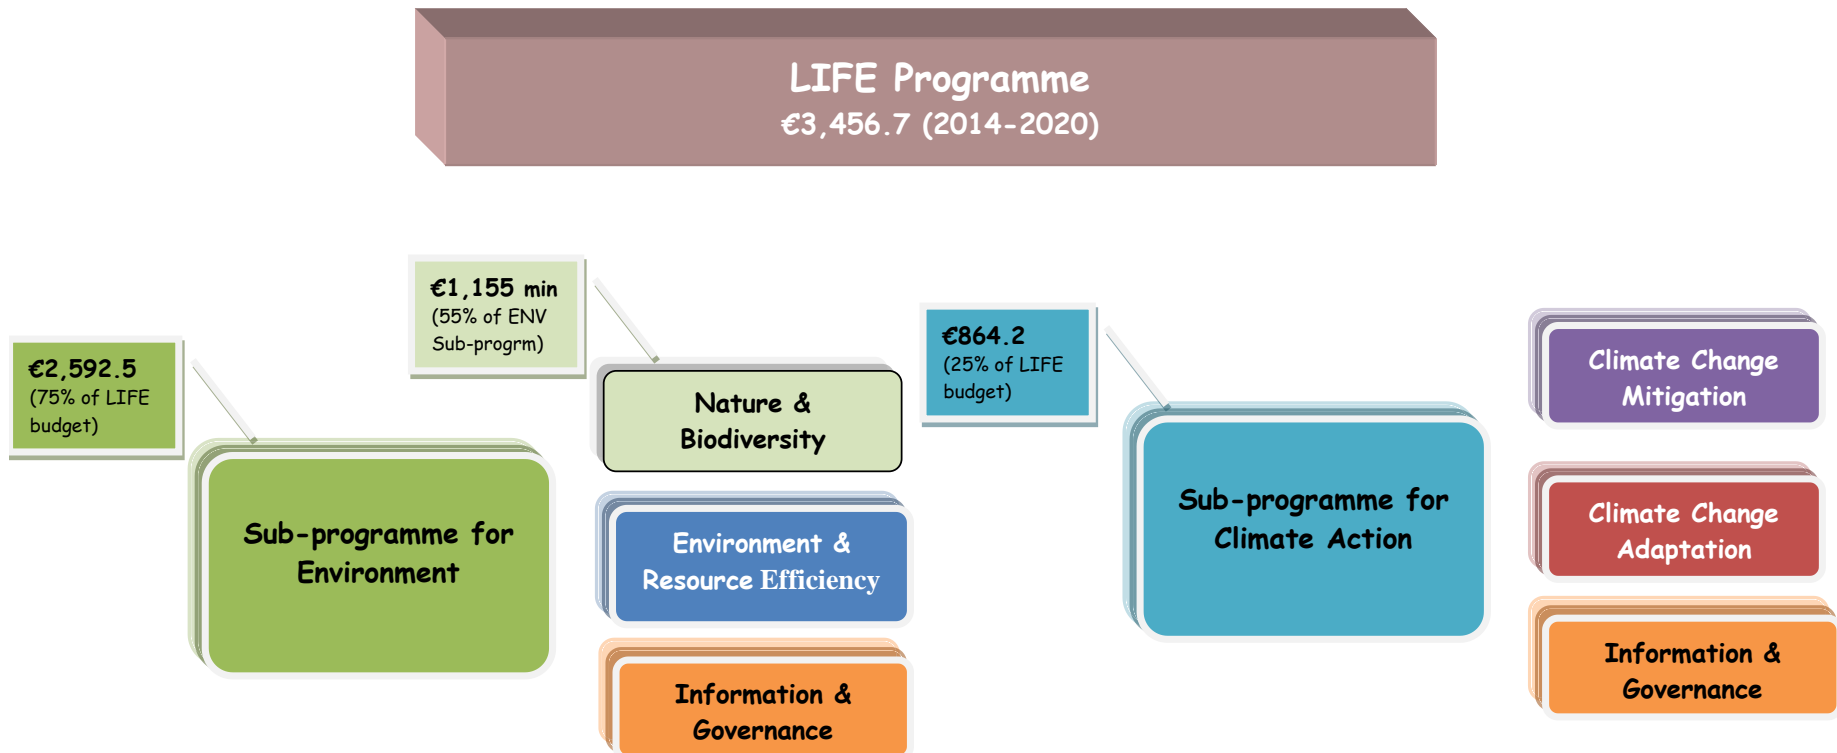 LIFE Programme
€3,456.7 (2014-2020)
€2,592.5
(75% of LIFE
budget)
Sub-programme for
Environment
€1,155 min
(55% of ENV
Sub-progrm)
Nature &
Biodiversity
Environment &
Resource Efficiency
Information &
Governance
€864.2
(25% of LIFE
budget)
Sub-programme for
Climate Action
Climate Change
Mitigation
Climate Change
Adaptation
Information &
Governance